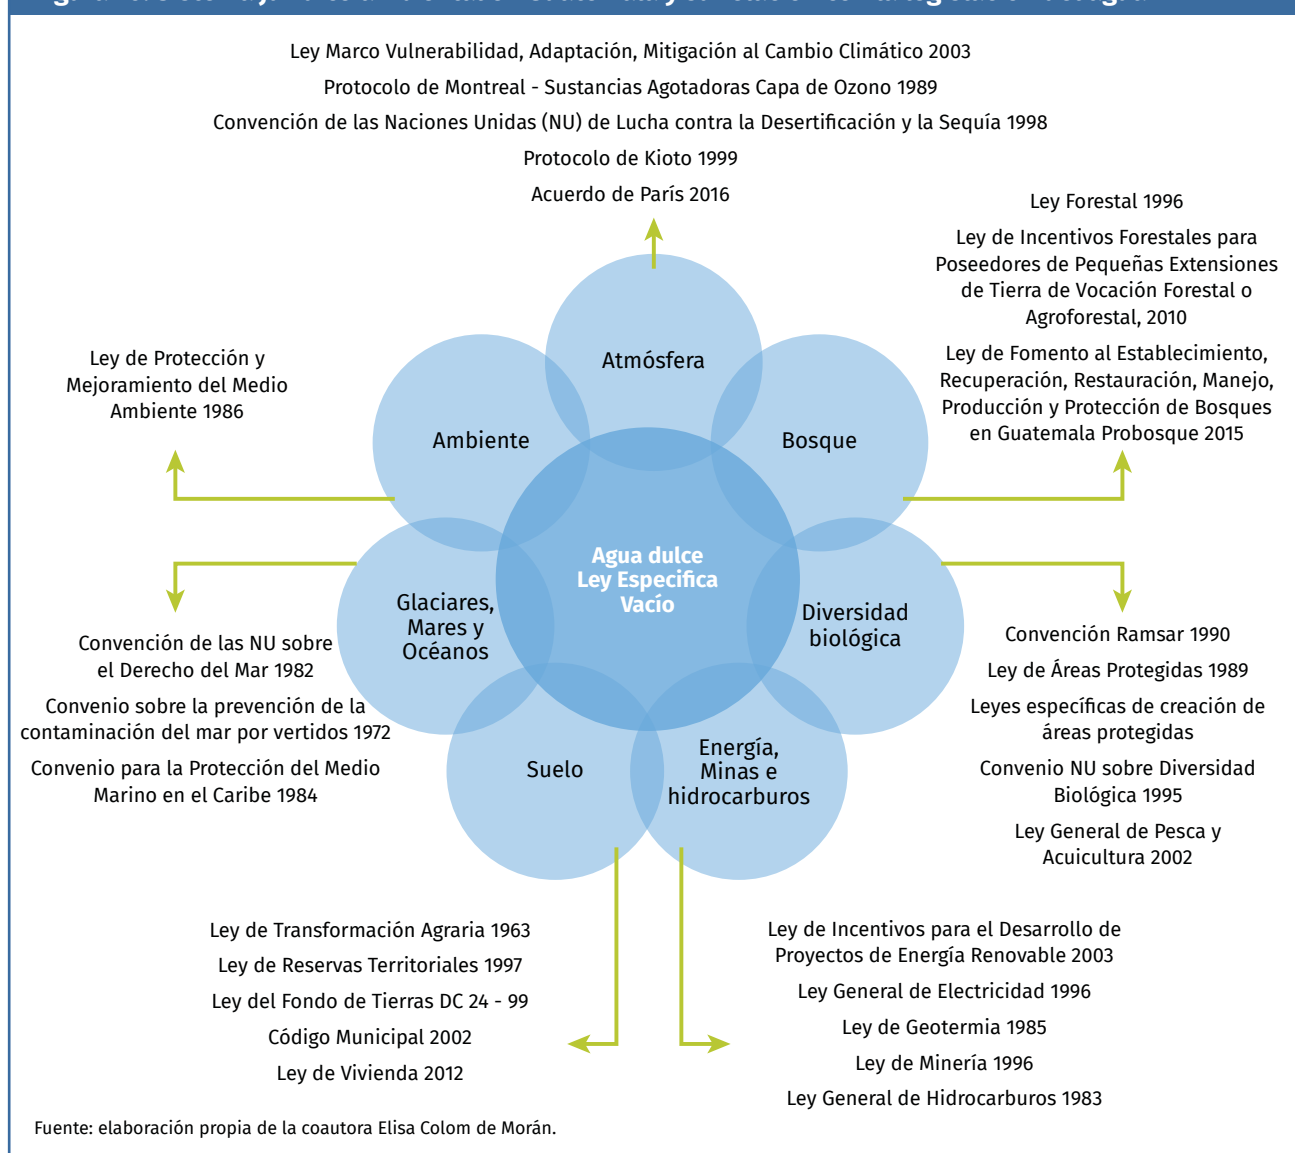 Ley Marco Vulnerabilidad, Adaptación, Mitigación al Cambio Climático 2003
Protocolo de Montreal - Sustancias Agotadoras Capa de Ozono 1989
Convención de las Naciones Unidas (NU) de Lucha contra la Desertificación y la Sequía 1998
Protocolo de Kioto 1999
Acuerdo de París 2016
Ley Forestal 1996
Ley de Incentivos Forestales para
Poseedores de Pequeñas Extensiones
de Tierra de Vocación Forestal o
Agroforestal, 2010
Ley de Fomento al Establecimiento,
Recuperación, Restauración, Manejo,
Producción y Protección de Bosques
en Guatemala Probosque 2015
Ley de Protección y
Mejoramiento del Medio
Ambiente 1986
Atmósfera
Ambiente
Bosque
Agua dulce
Ley Especifica
Vacío
Glaciares,
Mares y
Océanos
Diversidad
biológica
Suelo
Energía,
Minas e
hidrocarburos
Convención de las NU sobre
el Derecho del Mar 1982
Convenio sobre la prevención de la
contaminación del mar por vertidos 1972
Convenio para la Protección del Medio
Marino en el Caribe 1984
Convención Ramsar 1990
Ley de Áreas Protegidas 1989
Leyes específicas de creación de
áreas protegidas
Convenio NU sobre Diversidad
Biológica 1995
Ley General de Pesca y
Acuicultura 2002
Ley de Transformación Agraria 1963
Ley de Reservas Territoriales 1997
Ley del Fondo de Tierras DC 24 - 99
Código Municipal 2002
Ley de Vivienda 2012
Ley de Incentivos para el Desarrollo de
Proyectos de Energía Renovable 2003
Ley General de Electricidad 1996
Ley de Geotermia 1985
Ley de Minería 1996
Ley General de Hidrocarburos 1983
Fuente: elaboración propia de la coautora Elisa Colom de Morán.